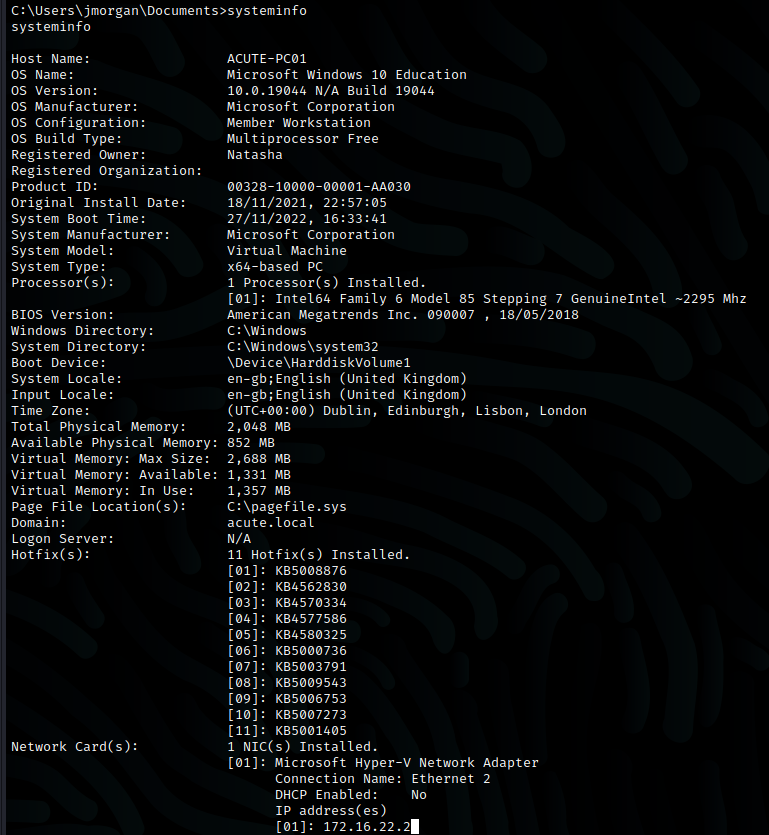 C:\Users\jmorgan\Documents>systeminfo
systeminfo

Host Name:                 ACUTE-PC01
OS Name:                   Microsoft Windows 10 Education
OS Version:                10.0.19044 N/A Build 19044
OS Manufacturer:           Microsoft Corporation
OS Configuration:          Member Workstation
OS Build Type:             Multiprocessor Free
Registered Owner:          Natasha
Registered Organization:
Product ID:                00328-10000-00001-AA030
Original Install Date:     18/11/2021, 22:57:05
System Boot Time:          27/11/2022, 16:33:41
System Manufacturer:       Microsoft Corporation
System Model:              Virtual Machine
System Type:               x64-based PC
Processor(s):              1 Processor(s) Installed.
                           [01]: Intel64 Family 6 Model 85 Stepping 7 GenuineIntel ~2295 Mhz
BIOS Version:              American Megatrends Inc. 090007 , 18/05/2018
Windows Directory:         C:\Windows
System Directory:          C:\Windows\system32
Boot Device:               \Device\HarddiskVolume1
System Locale:             en-gb;English (United Kingdom)
Input Locale:              en-gb;English (United Kingdom)
Time Zone:                 (UTC+00:00) Dublin, Edinburgh, Lisbon, London
Total Physical Memory:     2,048 MB
Available Physical Memory: 852 MB
Virtual Memory: Max Size:  2,688 MB
Virtual Memory: Available: 1,331 MB
Virtual Memory: In Use:    1,357 MB
Page File Location(s):     C:\pagefile.sys
Domain:                    acute.local
Logon Server:              N/A
Hotfix(s):                 11 Hotfix(s) Installed.
                           [01]: KB5008876
                           [02]: KB4562830
                           [03]: KB4570334
                           [04]: KB4577586
                           [05]: KB4580325
                           [06]: KB5000736
                           [07]: KB5003791
                           [08]: KB5009543
                           [09]: KB5006753
                           [10]: KB5007273
                           [11]: KB5001405
Network Card(s):           1 NIC(s) Installed.
                           [01]: Microsoft Hyper-V Network Adapter
                                 Connection Name: Ethernet 2
                                 DHCP Enabled:    No
                                 IP address(es)
                                 [01]: 172.16.22.2